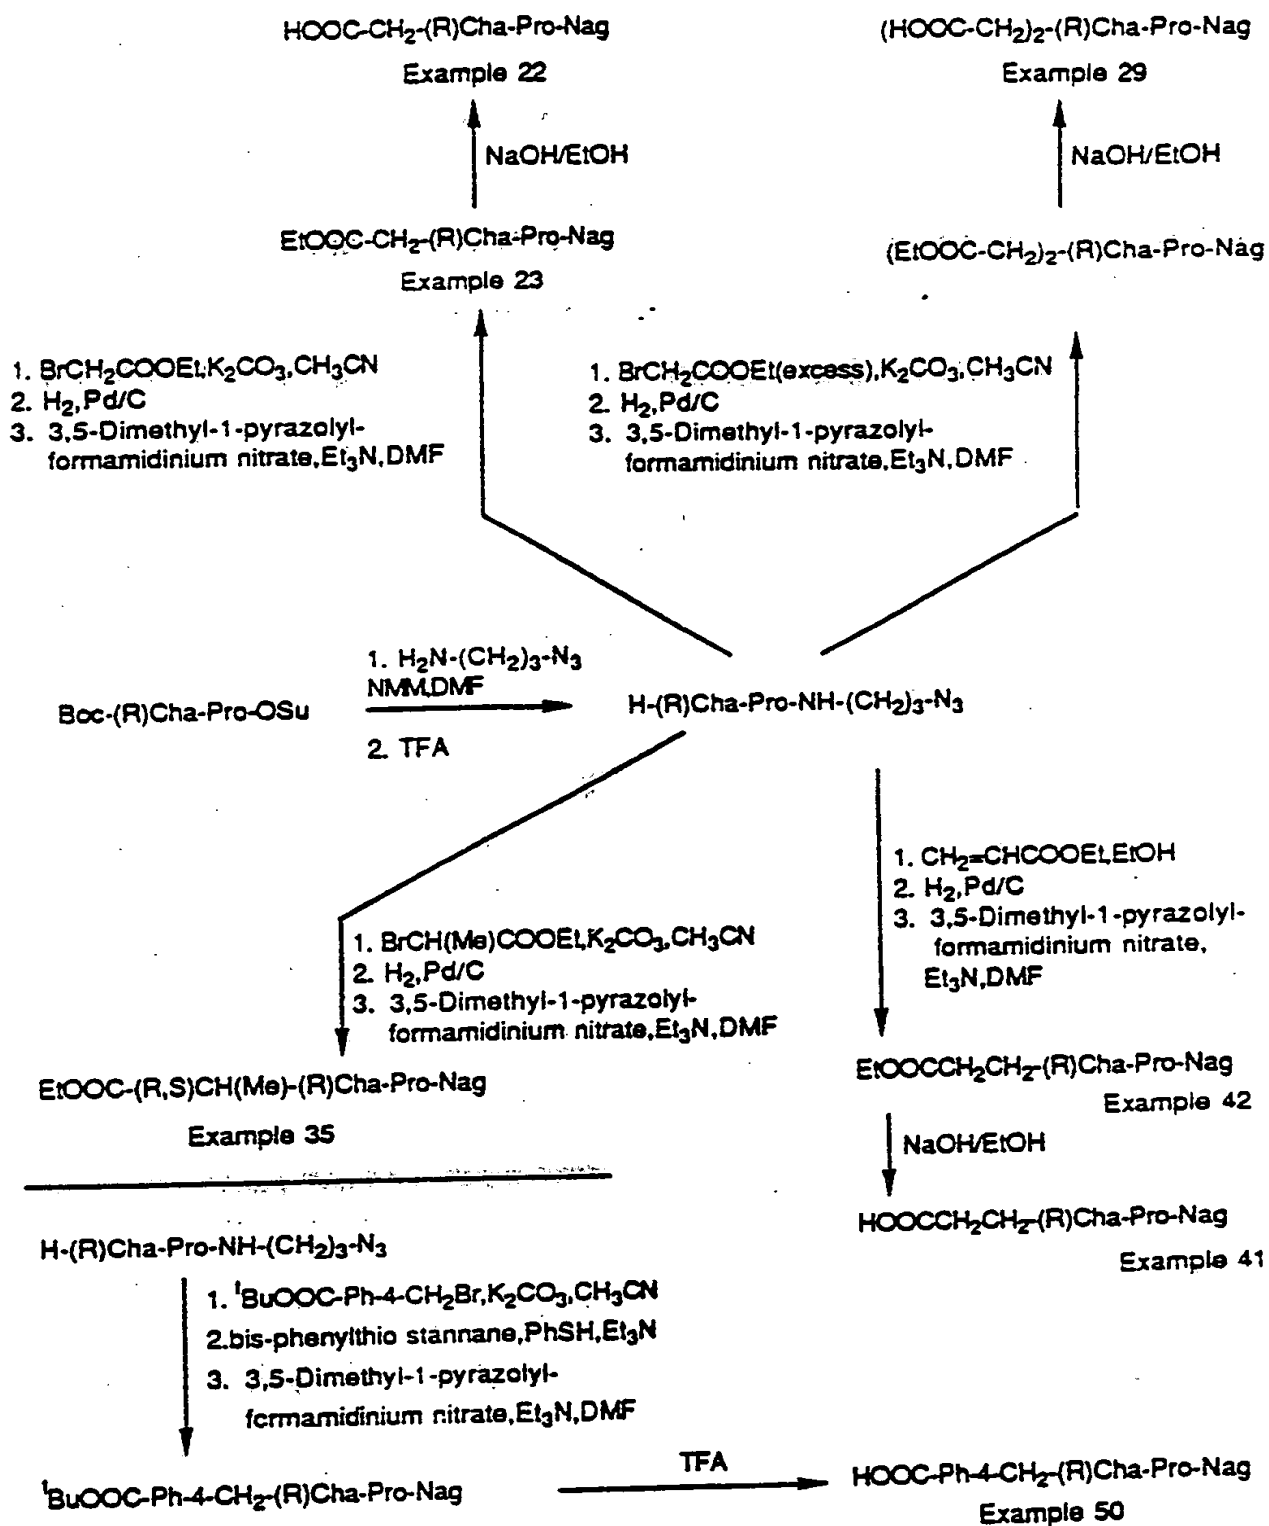 HOOC-CH2-(R)Cha-Pro-Nag
Example 22
(HOOC-CH2)2-(R)Cha-Pro-Nag
Example 29
NaOH/EtOH
NaOH/EtOH
EtOOC-CH2-(R)Cha-Pro-Nag
Example 23
(EtOOC-CH2)2-(R)Cha-Pro-Nag
1. BrCH2COOEt,K2CO3,CH3CN
2. H2,Pd/C
3. 3,5-Dimethyl-1-pyrazolyl-
formamidinium nitrate,Et3N,DMF
1. BrCH2COOEt(excess),K2CO3,CH3CN
2. H2,Pd/C
3. 3,5-Dimethyl-1-pyrazolyl-
formamidinium nitrate,Et3N,DMF
Boc-(R)Cha-Pro-OSu
1. H2N-(CH2)3-N3
NMM,DMF
2. TFA
H-(R)Cha-Pro-NH-(CH2)3-N3
1. CH2=CHCOOEt,EtOH
2. H2,Pd/C
3. 3,5-Dimethyl-1-pyrazolyl-
formamidinium nitrate,
Et3N,DMF
1. BrCH(Me)COOEt,K2CO3,CH3CN
2. H2,Pd/C
3. 3,5-Dimethyl-1-pyrazolyl-
formamidinium nitrate,Et3N,DMF
EtOOC-(R,S)CH(Me)-(R)Cha-Pro-Nag
Example 35
EtOOCCH2CH2-(R)Cha-Pro-Nag
Example 42
NaOH/EtOH
HOOCCH2CH2-(R)Cha-Pro-Nag
Example 41
H-(R)Cha-Pro-NH-(CH2)3-N3
1. tBuOOC-Ph-4-CH2Br,K2CO3,CH3CN
2.bis-phenylthio stannane,PhSH,Et3N
3. 3,5-Dimethyl-1-pyrazolyl-
formamidinium nitrate,Et3N,DMF
tBuOOC-Ph-4-CH2-(R)Cha-Pro-Nag
TFA
HOOC-Ph-4-CH2-(R)Cha-Pro-Nag
Example 50